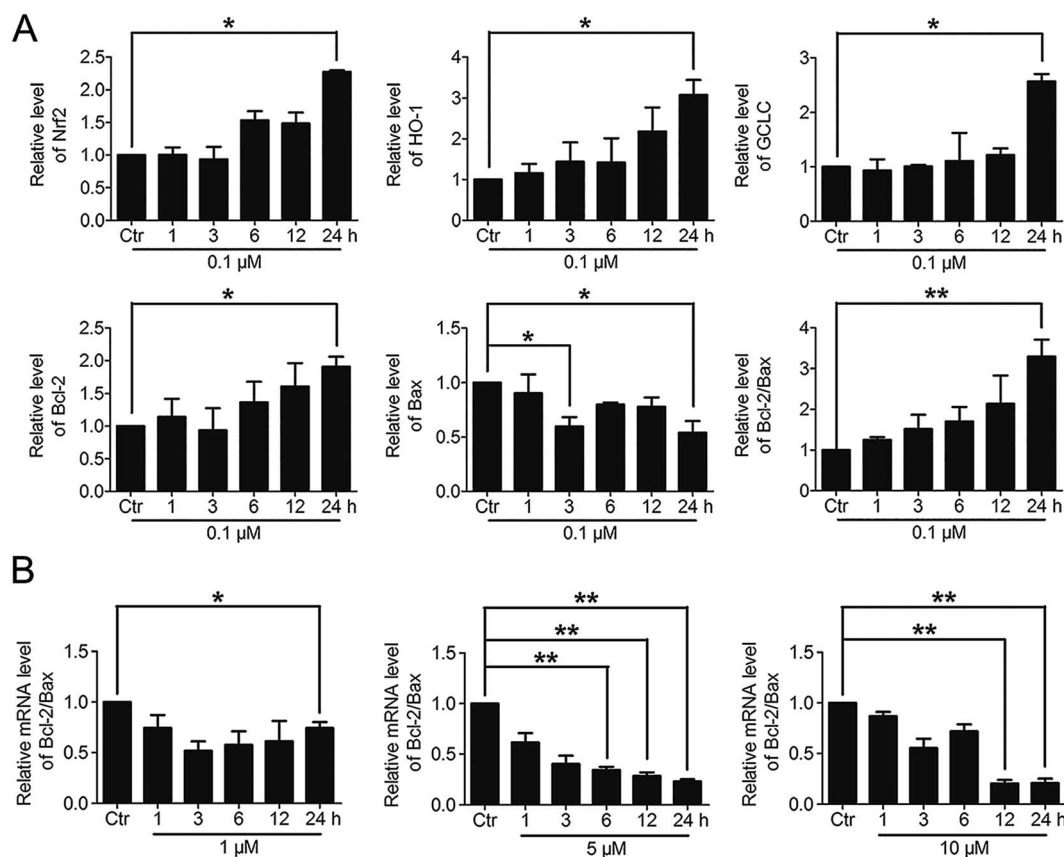 A
*
*
*
Relative level
of Nrf2
2.5
2.0
1.5
1.0
0.5
0.0
Ctr 1 3 6 12 24 h
0.1 μM
Relative level
of HO-1
4
3
2
1
0
Ctr 1 3 6 12 24 h
0.1 μM
Relative level
of GCLC
3
2
1
0
Ctr 1 3 6 12 24 h
0.1 μM
*
* *
**
Relative level
of Bcl-2
2.5
2.0
1.5
1.0
0.5
0.0
Ctr 1 3 6 12 24 h
0.1 μM
Relative level
of Bax
1.5
1.0
0.5
0.0
Ctr 1 3 6 12 24 h
0.1 μM
Relative level
of Bcl-2/Bax
4
3
2
1
0
Ctr 1 3 6 12 24 h
0.1 μM
B
*
**
**
**
**
**
Relative mRNA level
of Bcl-2/Bax
1.5
1.0
0.5
0.0
Ctr 1 3 6 12 24 h
1 μM
Relative mRNA level
of Bcl-2/Bax
1.5
1.0
0.5
0.0
Ctr 1 3 6 12 24 h
5 μM
Relative mRNA level
of Bcl-2/Bax
1.5
1.0
0.5
0.0
Ctr 1 3 6 12 24 h
10 μM